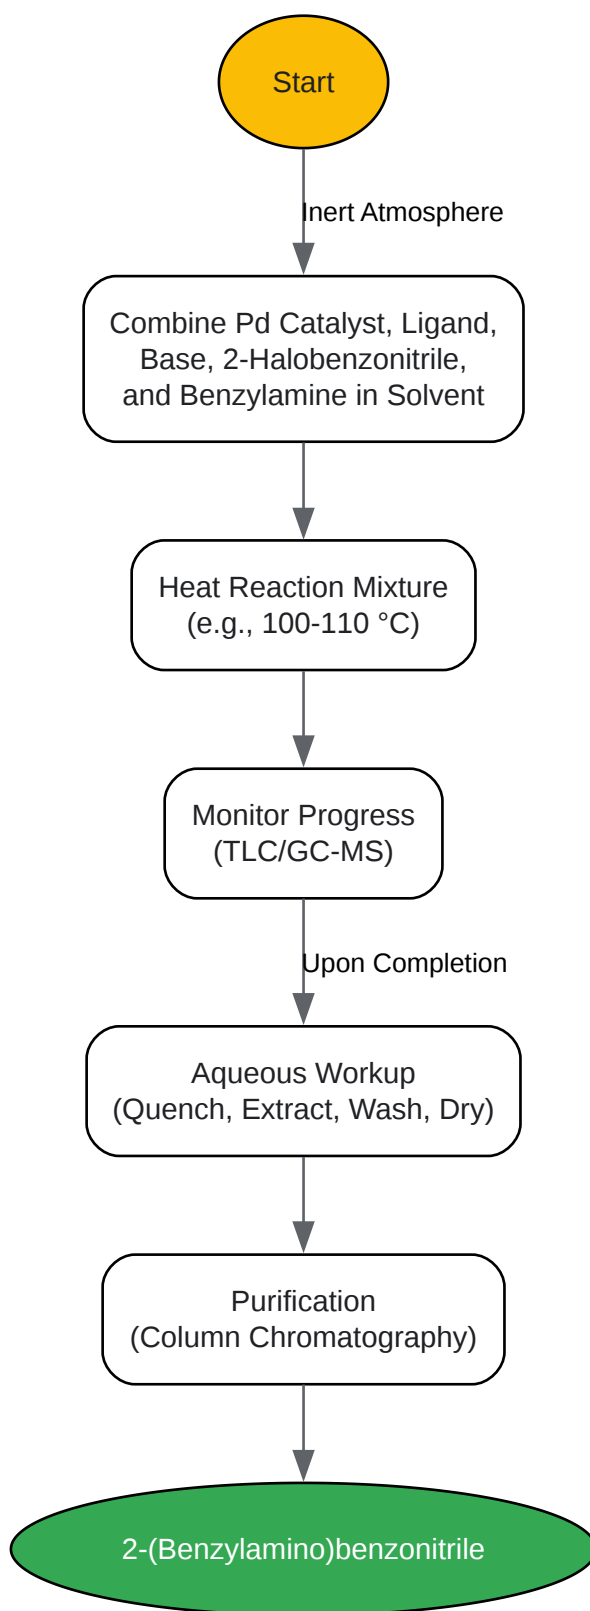 Start
Inert Atmosphere
Combine Pd Catalyst, Ligand,
Base, 2-Halobenzonitrile,
and Benzylamine in Solvent
Heat Reaction Mixture
(e.g., 100-110 °C)
Monitor Progress
(TLC/GC-MS)
Upon Completion
Aqueous Workup
(Quench, Extract, Wash, Dry)
Purification
(Column Chromatography)
2-(Benzylamino)benzonitrile